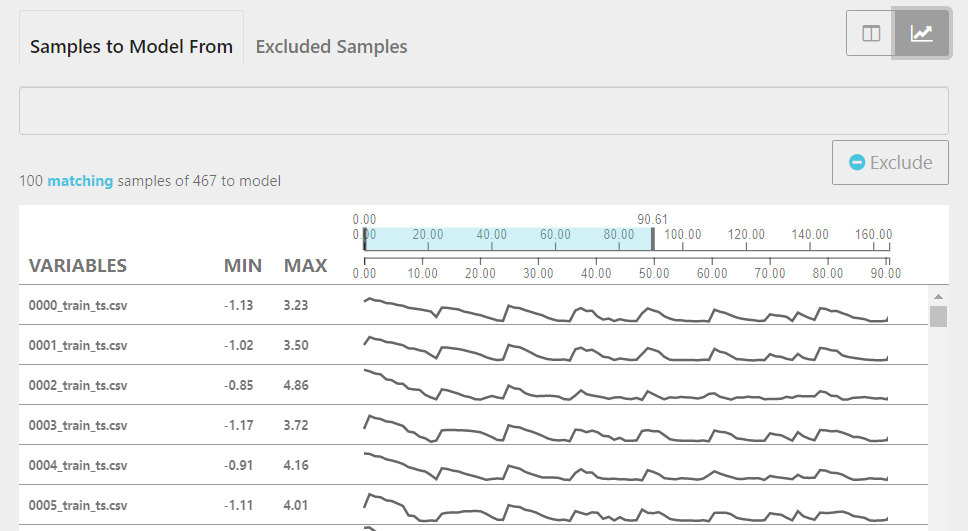 Samples to Model From Excluded Samples
Exclude
100 matching samples of 467 to model
0.00 90.61
0.00 20.00 40.00 60.00 80.00 100.00 120.00 140.00 160.00
VARIABLES MIN MAX 0.00 10.00 20.00 30.00 40.00 50.00 60.00 70.00 80.00 90.00
0000_train_ts.csv -1.13 3.23
0001_train_ts.csv -1.02 3.50
0002_train_ts.csv -0.85 4.86
0003_train_ts.csv -1.17 3.72
0004_train_ts.csv -0.91 4.16
0005_train_ts.csv -1.11 4.01